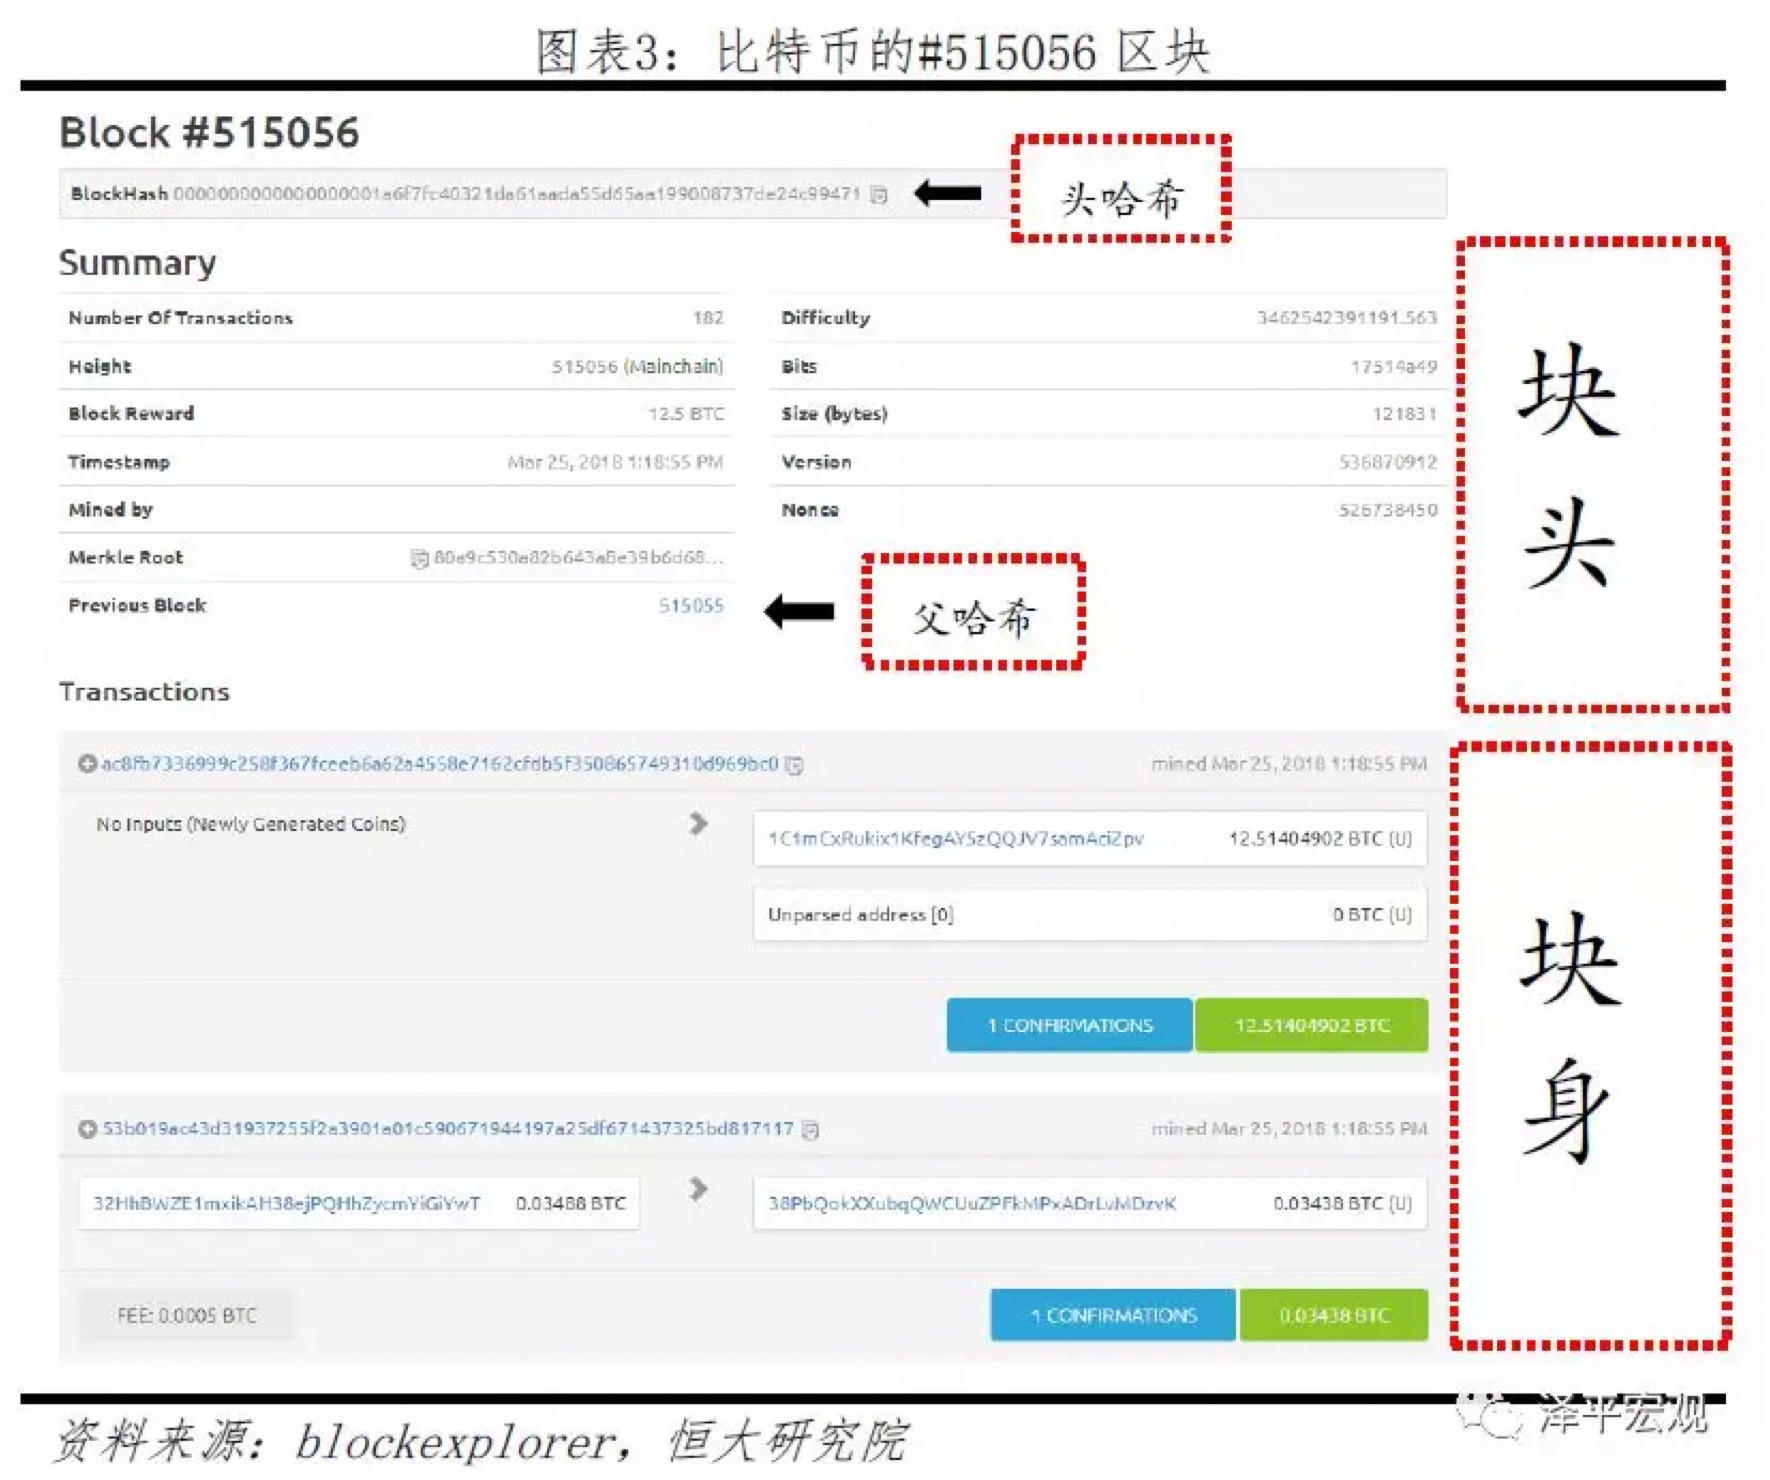 图表3：比特币的#515056 区块
Block #515056
BlockHash 0000000000000000001a6f7fc40321da61aada55d65aa199008737de24c99471
头哈希
Summary
Number Of Transactions 182
Height 515056 (Mainchain)
Block Reward 12.5 BTC
Timestamp Mar 25, 2018 1:18:55 PM
Mined by
Merkle Root 80a9c530a82b643a8e39b6d68...
Previous Block 515055
父哈希
Difficulty 3462542391191.563
Bits 17514a49
Size (bytes) 121831
Version 536870912
Nonce 526738450
块
头
Transactions
ac8fb7336999c258f367fceeb6a62a4558e7162cfdb5f350865749310d969bc0 mined Mar 25, 2018 1:18:55 PM
No Inputs (Newly Generated Coins)
1C1mCxRukix1KfegAY5zQQJV7samAciZpv 12.51404902 BTC (U)
Unparsed address [0] 0 BTC (U)
1 CONFIRMATIONS 12.51404902 BTC
53b019ac43d31937255f2a3901a01c590671944197a25df671437325bd817117 mined Mar 25, 2018 1:18:55 PM
32HhBWZE1mxikAH38ejPQHhZycmYiGiYwT 0.03488 BTC
38PbQokXXubqQWCUuZPFkMPxADrLuMDzvK 0.03438 BTC (U)
FEE: 0.0005 BTC
1 CONFIRMATIONS 0.03438 BTC
块
身
资料来源：blockexplorer，恒大研究院
泽平宏观